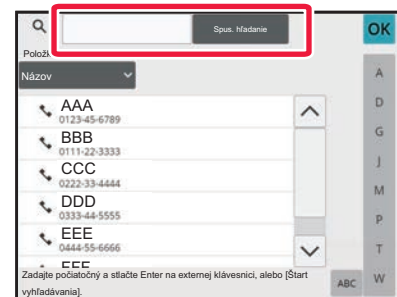 Spus. hľadanie
OK
Polož
Názov
A
AAA
0123-45-6789
D
BBB
0111-22-3333
G
CCC
0222-33-4444
J
DDD
0333-44-5555
M
EEE
0444-55-6666
P
T
FFF
Zadajte počiatočný a stlačte Enter na externej klávesnici, alebo [Štart
vyhľadávania].
ABC
W